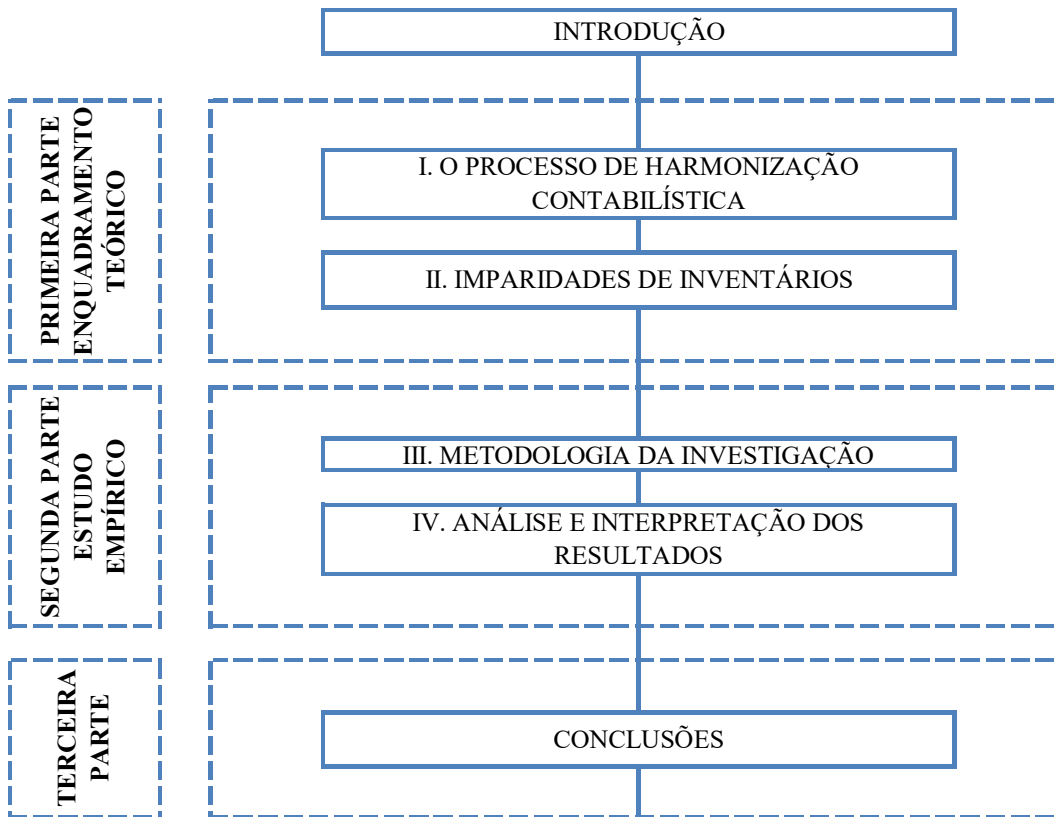 INTRODUÇÃO
PRIMEIRA PARTE
ENQUADRAMENTO
TEÓRICO
I. O PROCESSO DE HARMONIZAÇÃO
CONTABILÍSTICA
II. IMPARIDADES DE INVENTÁRIOS
SEGUNDA PARTE
ESTUDO
EMPÍRICO
III. METODOLOGIA DA INVESTIGAÇÃO
IV. ANÁLISE E INTERPRETAÇÃO DOS
RESULTADOS
TERCEIRA
PARTE
CONCLUSÕES